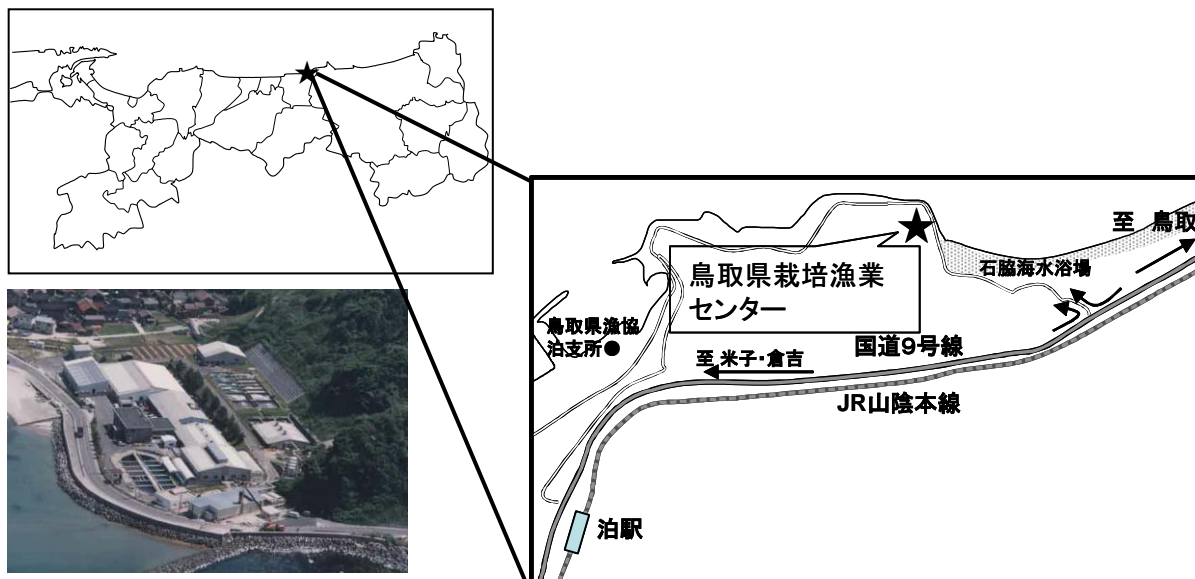 至 鳥取
石脇海水浴場
鳥取県栽培漁業
センター
鳥取県漁協
泊支所●
国道9号線
至 米子・倉吉
JR山陰本線
泊駅